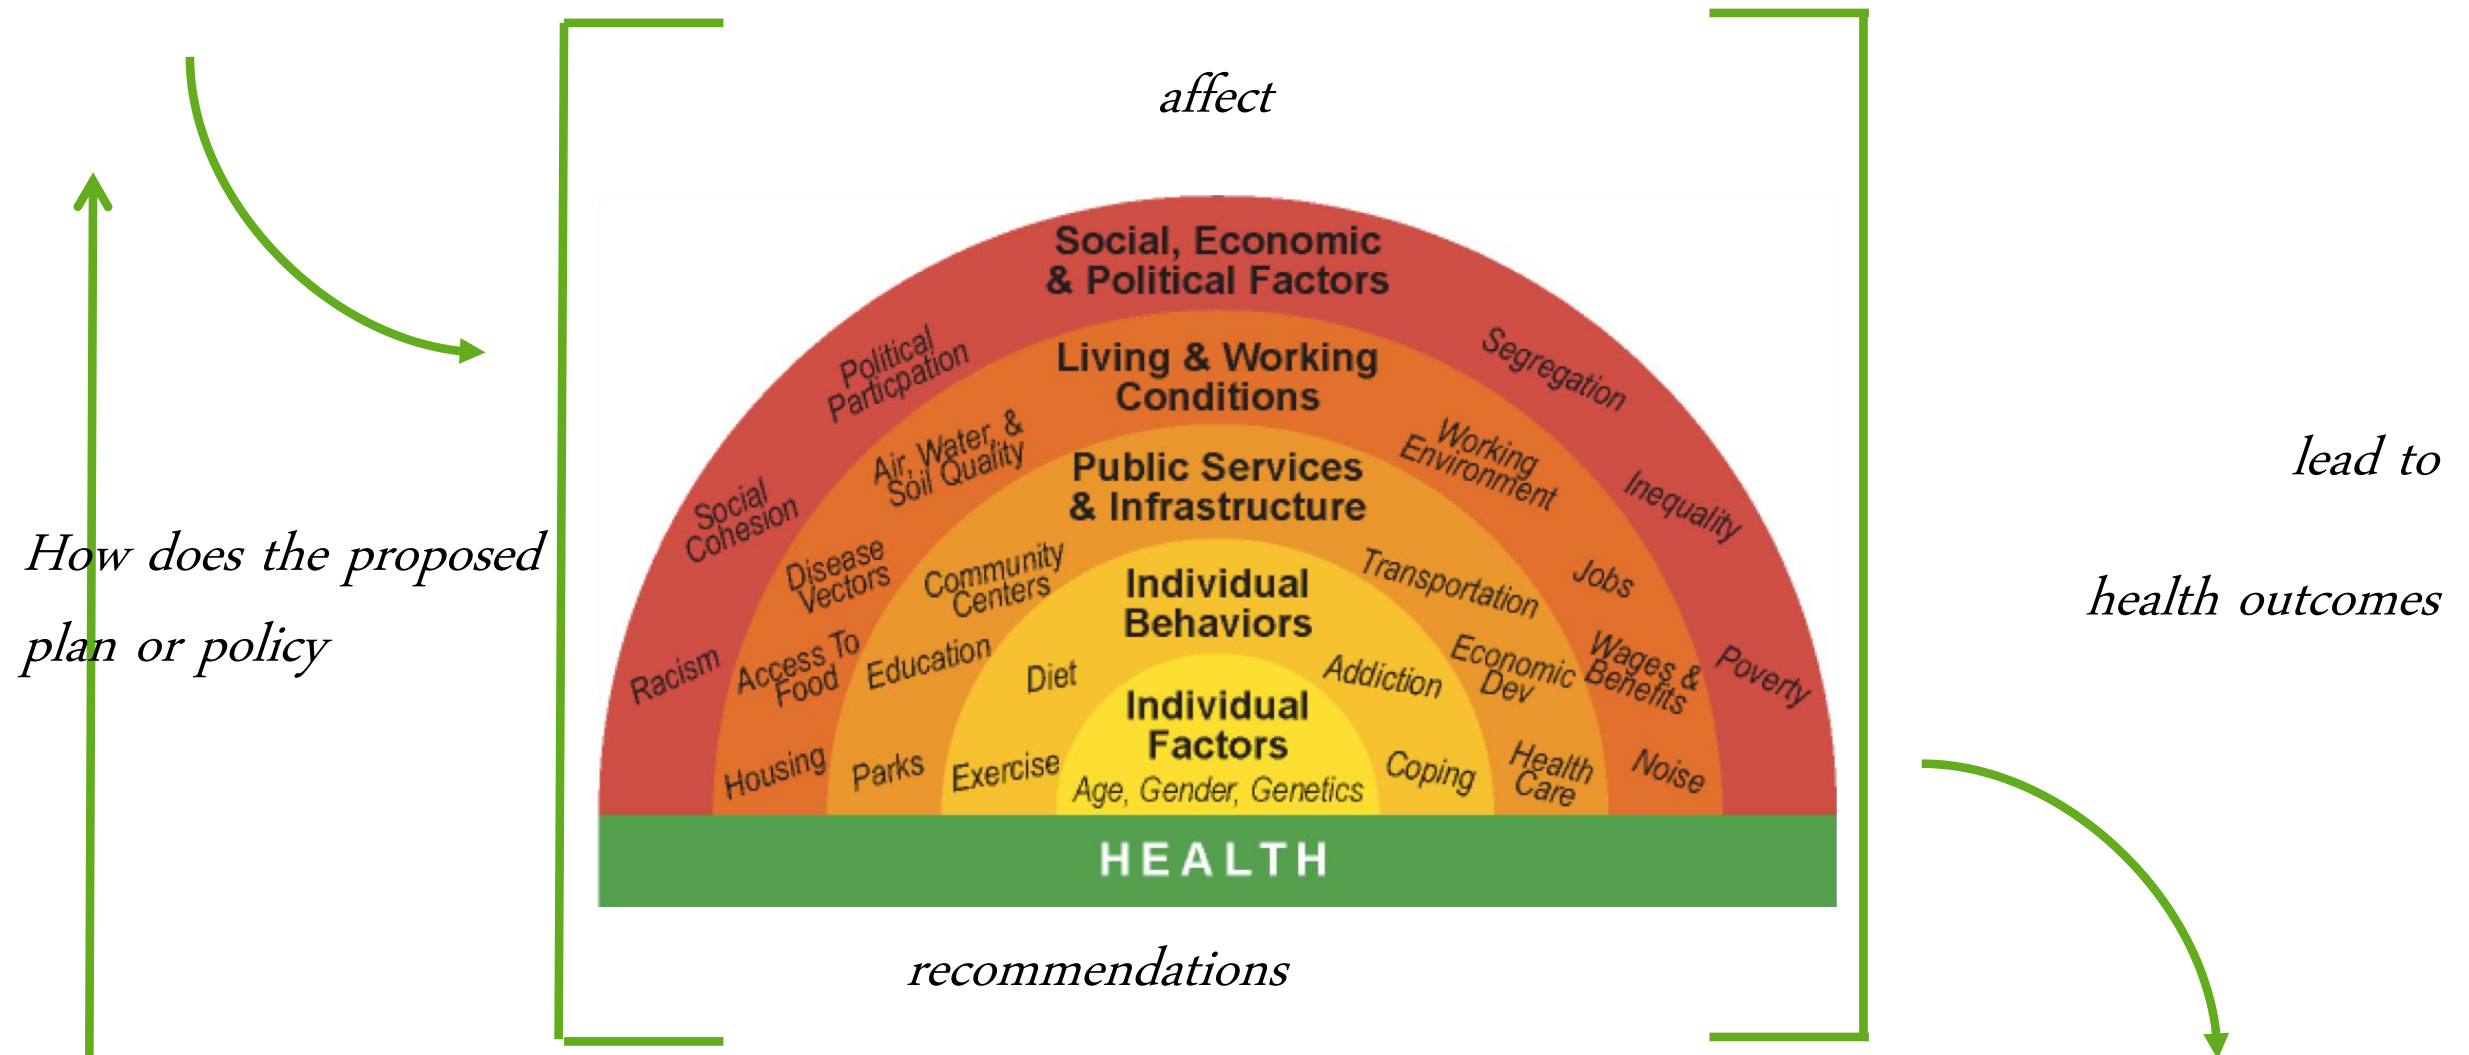 affect
Social, Economic
& Political Factors
Political
Particpation
Segregation
Living & Working
Conditions
Air, Water, &
Soil Quality
Working
Environment
Social
Cohesion
Inequality
Public Services
& Infrastructure
Disease
Vectors
Community
Centers
Transportation
Jobs
Individual
Behaviors
Racism
Access To
Food
Education
Diet
Addiction
Economic
Dev
Wages &
Benefits
Poverty
Individual
Factors
Age, Gender, Genetics
Housing
Parks
Exercise
Coping
Health
Care
Noise
HEALTH
How does the proposed
plan or policy
lead to
health outcomes
recommendations